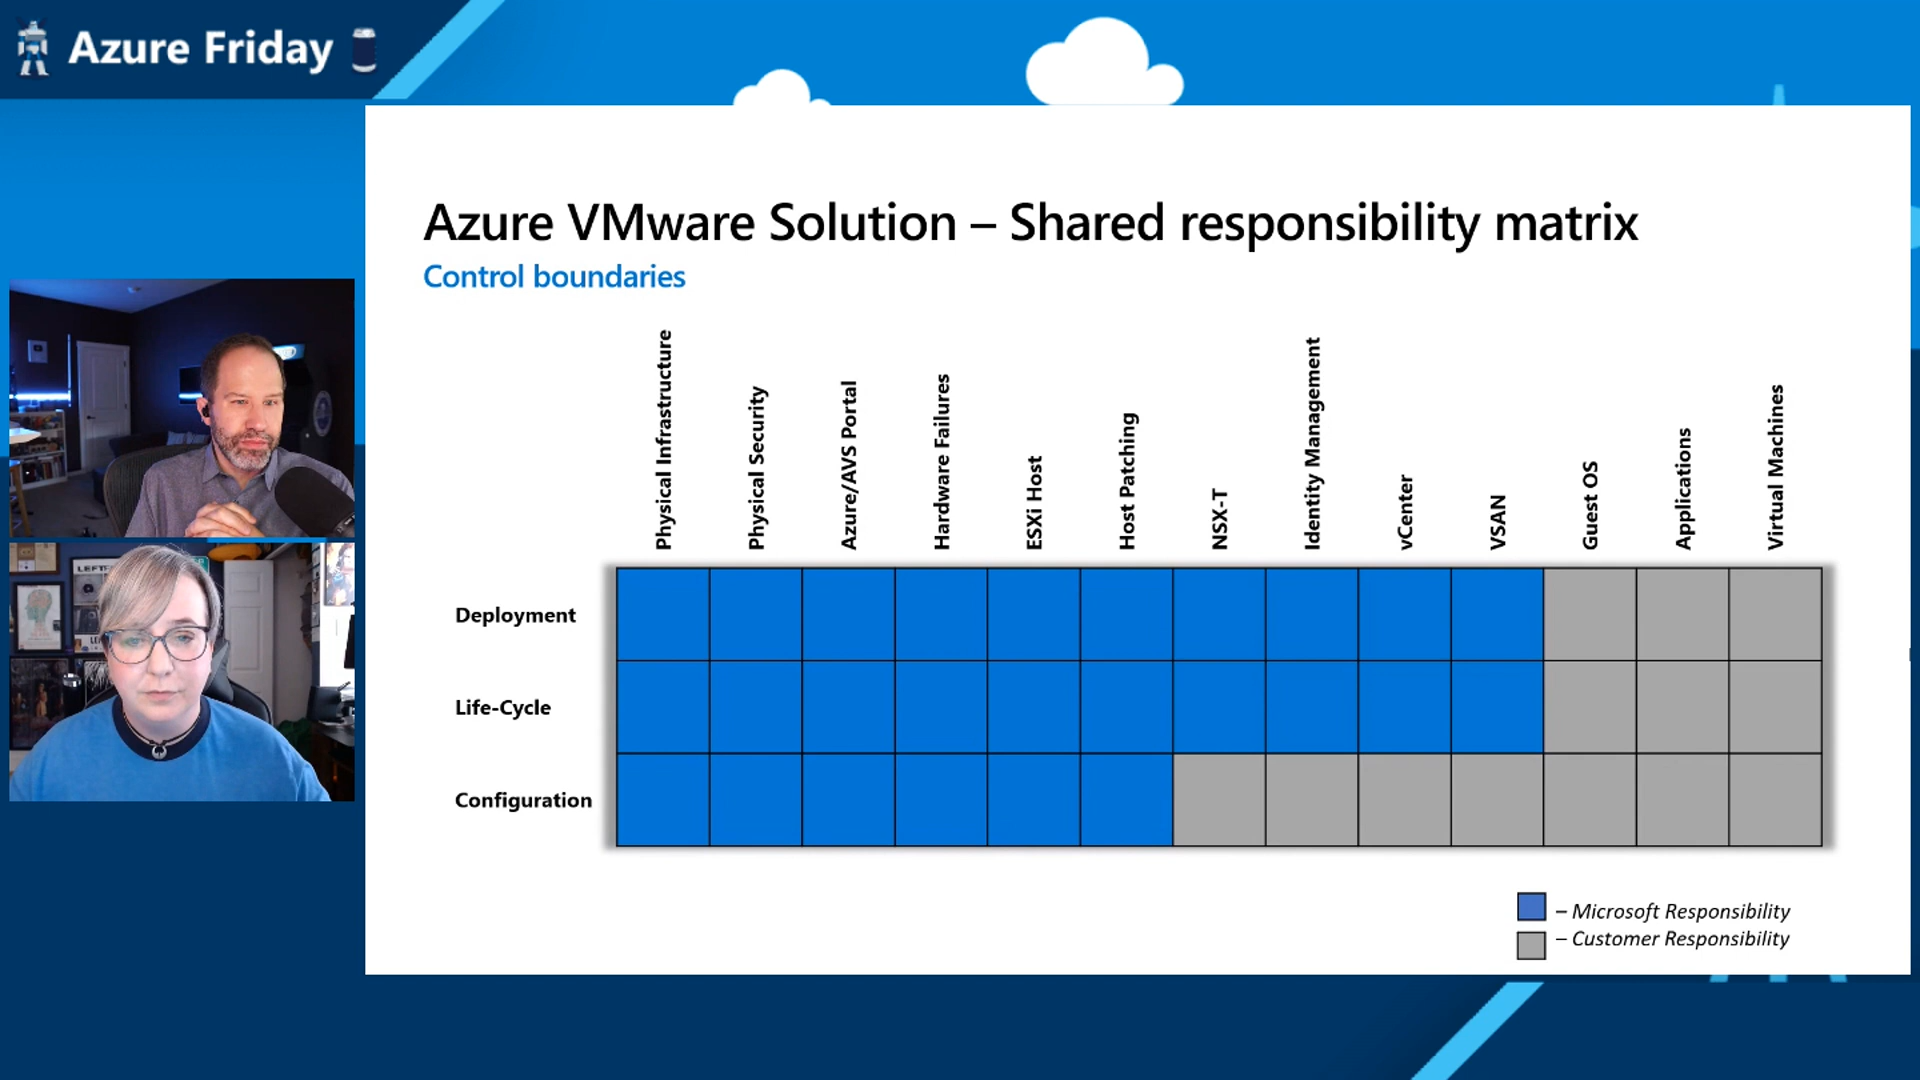 Azure Friday
Azure VMware Solution – Shared responsibility matrix
Control boundaries
Physical Infrastructure
Physical Security
Azure/AVS Portal
Hardware Failures
ESXi Host
Host Patching
NSX-T
Identity Management
vCenter
VSAN
Guest OS
Applications
Virtual Machines
Deployment
Life-Cycle
Configuration
– Microsoft Responsibility
– Customer Responsibility